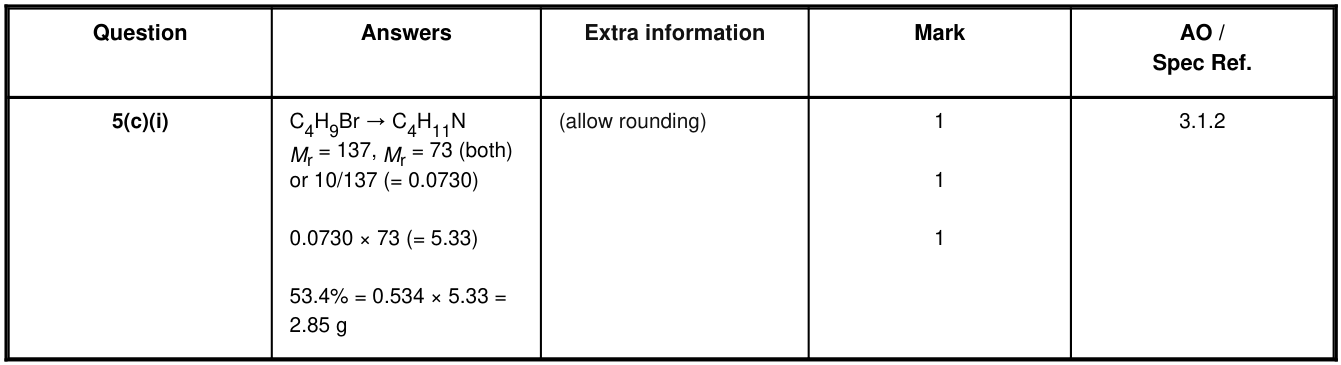 Question Answers Extra information Mark AO /
Spec Ref.
5(c)(i) C4H9Br → C4H11N (allow rounding) 1 3.1.2
Mr = 137, Mr = 73 (both)
or 10/137 (= 0.0730) 1
0.0730 × 73 (= 5.33) 1
53.4% = 0.534 × 5.33 =
2.85 g